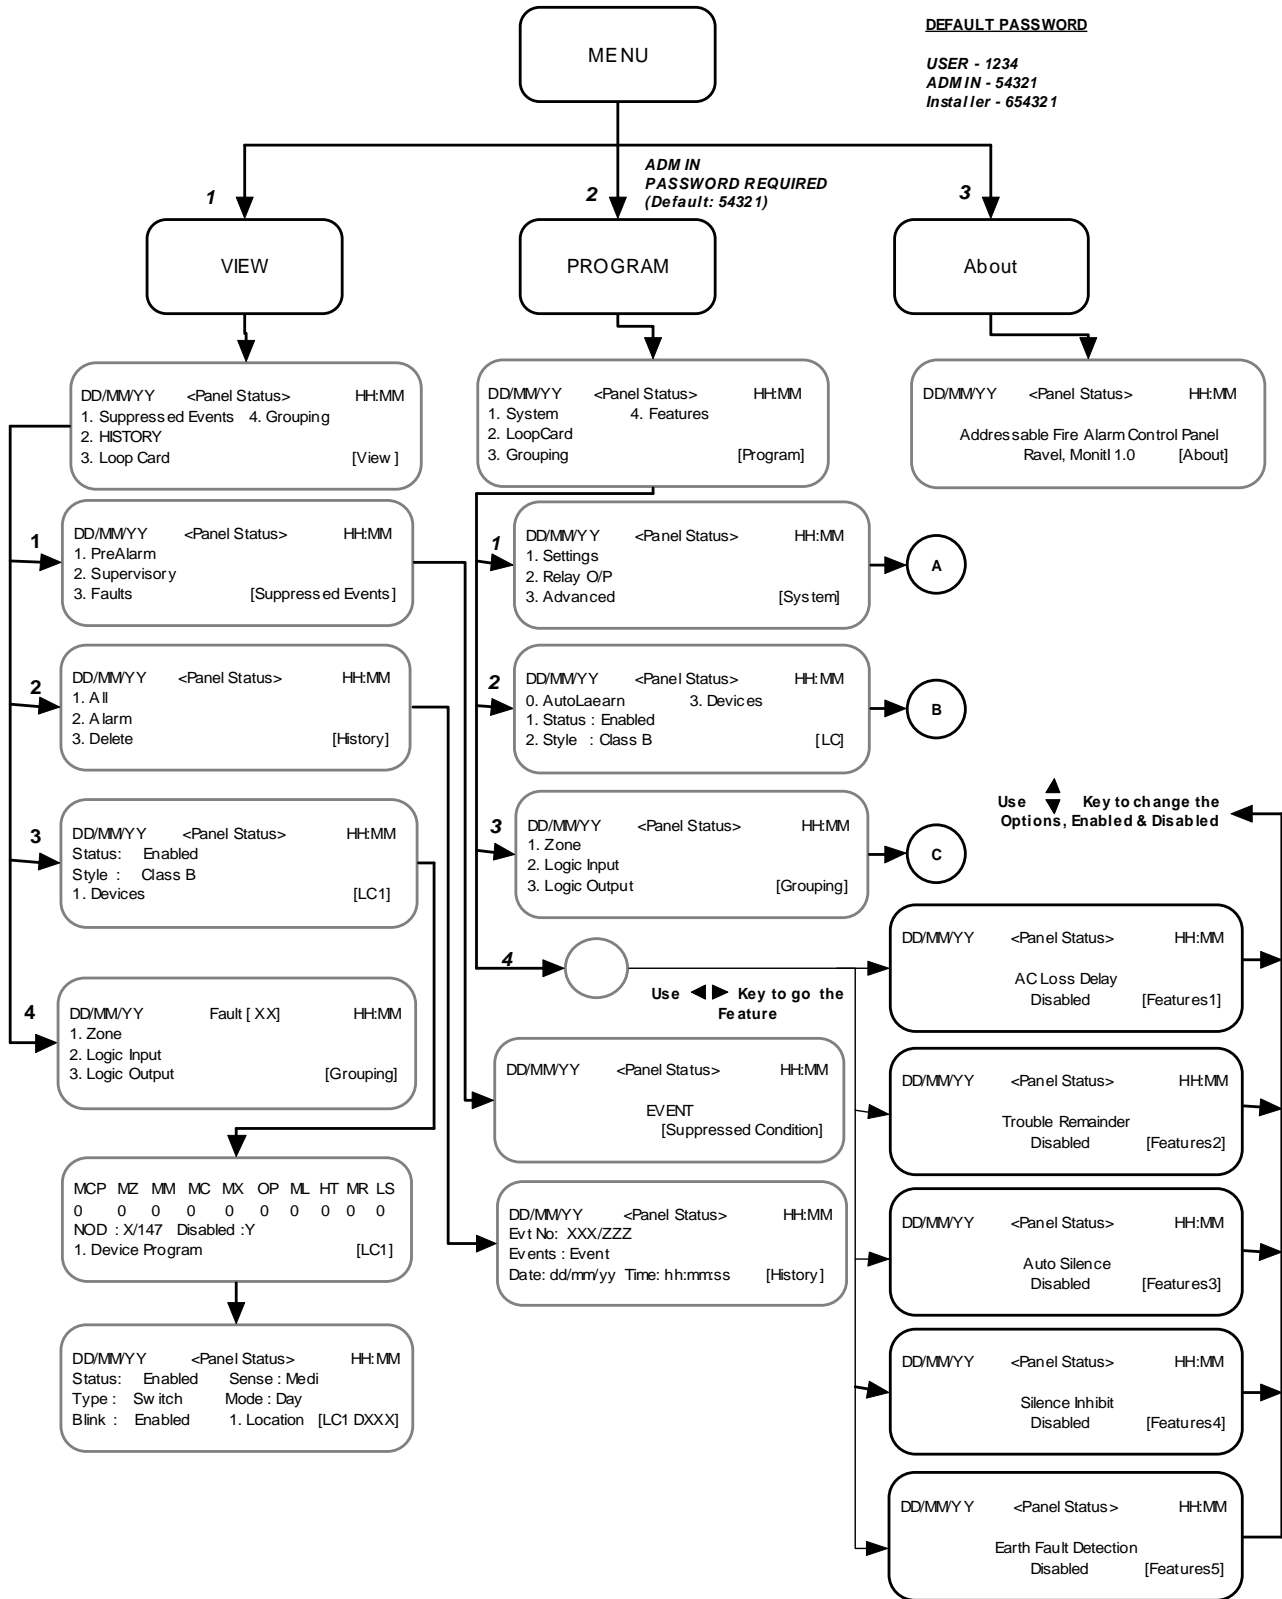 MENU
DEFAULT PASSWORD
USER - 1234
ADMIN - 54321
Installer - 654321
1
2
ADMIN
PASSWORD REQUIRED
(Default: 54321)
3
VIEW
PROGRAM
About
DD/MM/YY <Panel Status> HH:MM
1. Suppressed Events 4. Grouping
2. HISTORY
3. Loop Card [View]
DD/MM/YY <Panel Status> HH:MM
1. System 4. Features
2. LoopCard
3. Grouping [Program]
DD/MM/YY <Panel Status> HH:MM
Addressable Fire Alarm Control Panel
Ravel, Monitl 1.0 [About]
1
DD/MM/YY <Panel Status> HH:MM
1. PreAlarm
2. Supervisory
3. Faults [Suppressed Events]
1
DD/MM/YY <Panel Status> HH:MM
1. Settings
2. Relay O/P
3. Advanced [System]
A
2
DD/MM/YY <Panel Status> HH:MM
1. All
2. Alarm
3. Delete [History]
2
DD/MM/YY <Panel Status> HH:MM
0. AutoLaearn 3. Devices
1. Status : Enabled
2. Style : Class B [LC]
B
3
DD/MM/YY <Panel Status> HH:MM
Status: Enabled
Style : Class B
1. Devices [LC1]
3
DD/MM/YY <Panel Status> HH:MM
1. Zone
2. Logic Input
3. Logic Output [Grouping]
C
Use ▲▼ Key to change the
Options, Enabled & Disabled
4
DD/MM/YY Fault [ XX] HH:MM
1. Zone
2. Logic Input
3. Logic Output [Grouping]
4
Use ◀ ▶ Key to go the
Feature
DD/MM/YY <Panel Status> HH:MM
AC Loss Delay
Disabled [Features1]
DD/MM/YY <Panel Status> HH:MM
EVENT
[Suppressed Condition]
DD/MM/YY <Panel Status> HH:MM
Trouble Remainder
Disabled [Features2]
MCP MZ MM MC MX OP ML HT MR LS
0 0 0 0 0 0 0 0 0 0
NOD : X/147 Disabled :Y
1. Device Program [LC1]
DD/MM/YY <Panel Status> HH:MM
Evt No: XXX/ZZZ
Events : Event
Date: dd/mm/yy Time: hh:mm:ss [History]
DD/MM/YY <Panel Status> HH:MM
Auto Silence
Disabled [Features3]
DD/MM/YY <Panel Status> HH:MM
Status: Enabled Sense : Medi
Type : Switch Mode : Day
Blink : Enabled 1. Location [LC1 DXXX]
DD/MM/YY <Panel Status> HH:MM
Silence Inhibit
Disabled [Features4]
DD/MM/YY <Panel Status> HH:MM
Earth Fault Detection
Disabled [Features5]